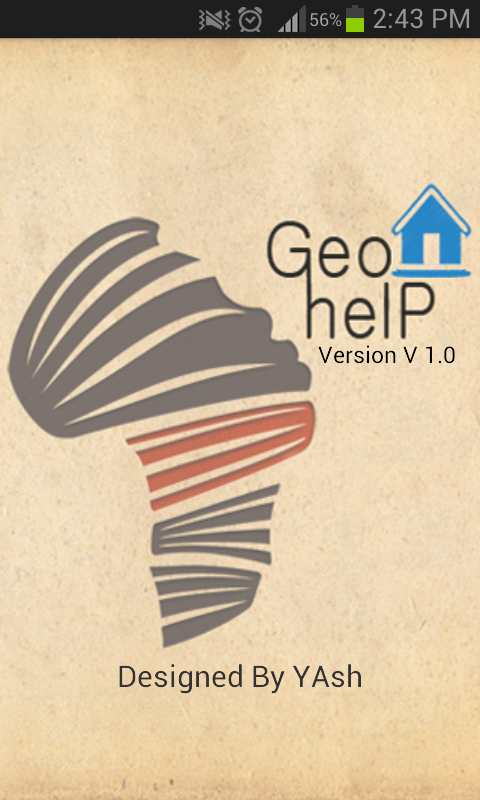 56% 2:43 PM
Geo
helP
Version V 1.0
Designed By YAsh